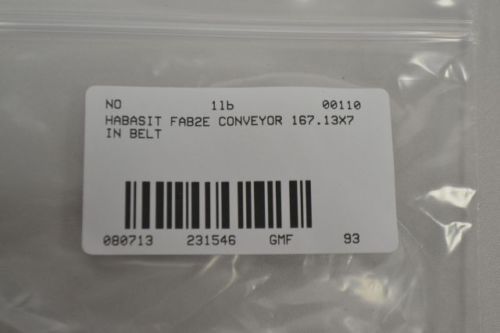 NO 1lb 00110
HABASIT FAB2E CONVEYOR 167.13X7
IN BELT
080713 231546 GMF 93